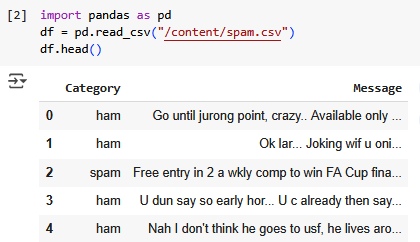 [2] import pandas as pd
df = pd.read_csv("/content/spam.csv")
df.head()
Category Message
0 ham Go until jurong point, crazy.. Available only ...
1 ham Ok lar... Joking wif u oni...
2 spam Free entry in 2 a wkly comp to win FA Cup fina...
3 ham U dun say so early hor... U c already then say...
4 ham Nah I don't think he goes to usf, he lives aro...